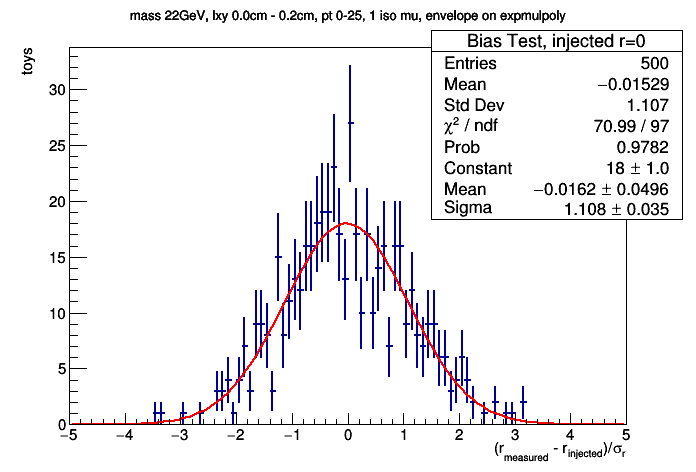 mass 22GeV, lxy 0.0cm - 0.2cm, pt 0-25, 1 iso mu, envelope on expmulpoly
toys
Bias Test, injected r=0
Entries 500
Mean −0.01529
Std Dev 1.107
χ² / ndf 70.99 / 97
Prob 0.9782
Constant 18 ± 1.0
Mean −0.0162 ± 0.0496
Sigma 1.108 ± 0.035
30
25
20
15
10
5
0
−5 −4 −3 −2 −1 0 1 2 3 4 5
(r_measured - r_injected)/σ_r